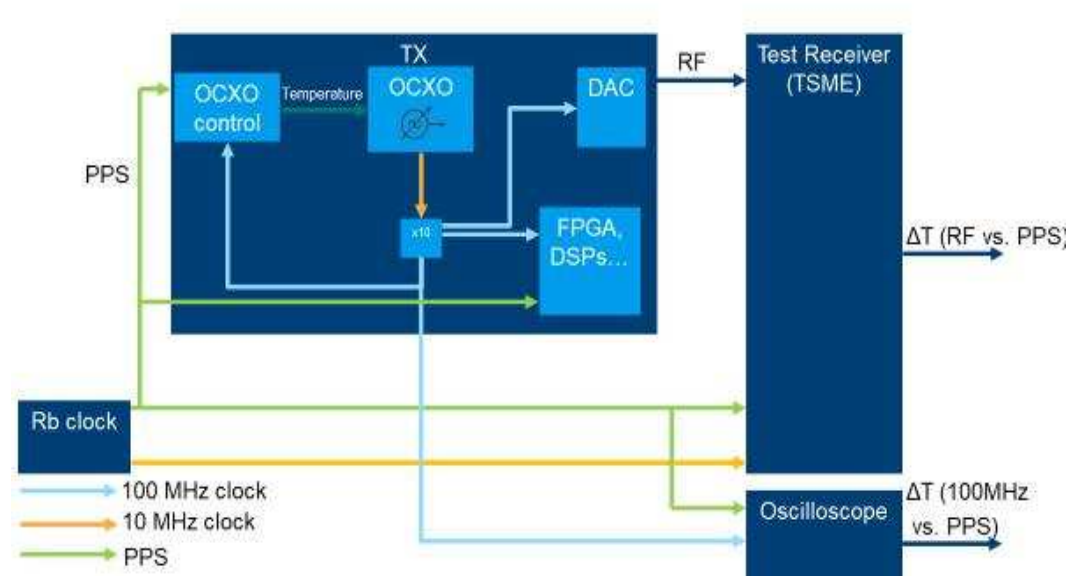 TX
RF
Test Receiver
(TSME)
OCXO
control
Temperature
OCXO
DAC
PPS
x10
FPGA,
DSPs...
ΔT (RF vs. PPS)
Rb clock
100 MHz clock
10 MHz clock
PPS
Oscilloscope
ΔT (100MHz
vs. PPS)